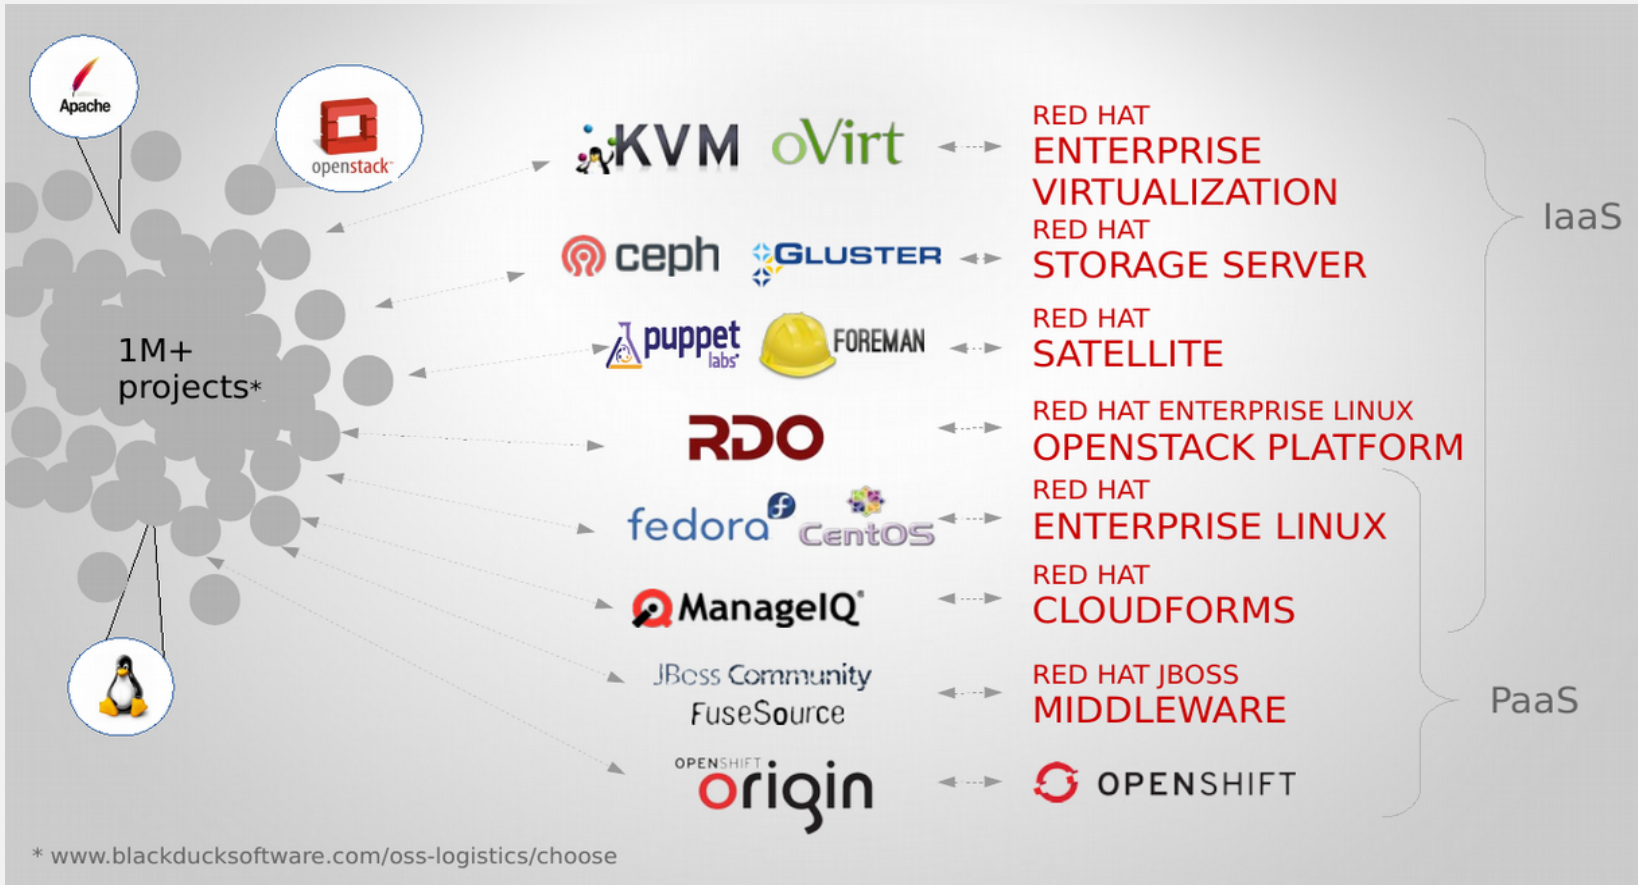 Apache
openstack™
1M+
projects*
KVM oVirt
RED HAT
ENTERPRISE
VIRTUALIZATION
ceph GLUSTER
RED HAT
STORAGE SERVER
puppet
labs
FOREMAN
RED HAT
SATELLITE
RDO
RED HAT ENTERPRISE LINUX
OPENSTACK PLATFORM
fedora f CentOS
RED HAT
ENTERPRISE LINUX
ManageIQ®
RED HAT
CLOUDFORMS
JBoss Community
FuseSource
RED HAT JBOSS
MIDDLEWARE
OPENSHIFT
origin
OPENSHIFT
IaaS
PaaS
* www.blackducksoftware.com/oss-logistics/choose